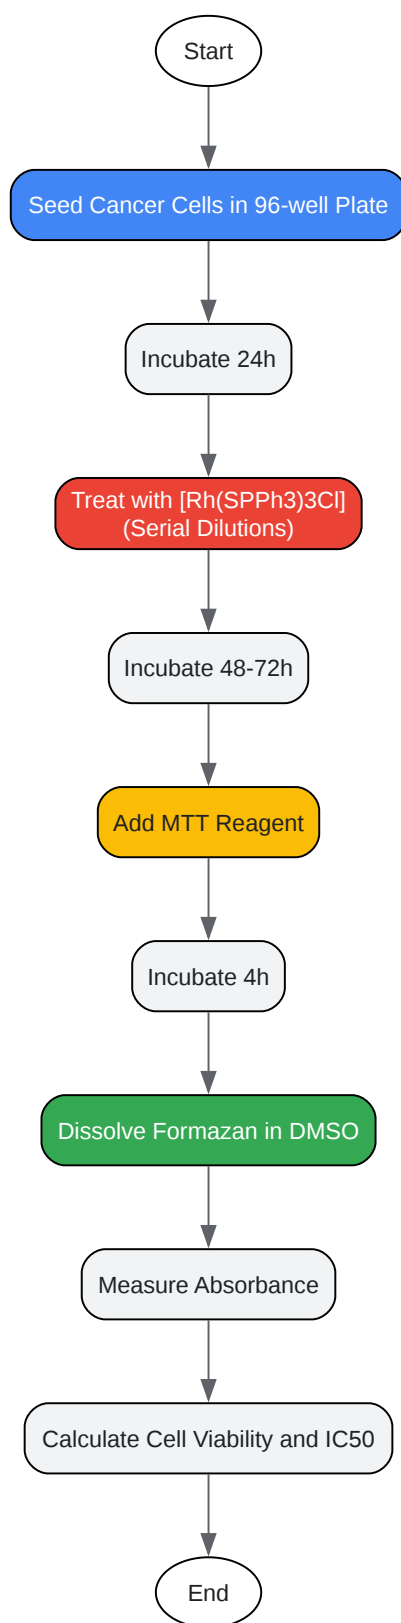 Start
Seed Cancer Cells in 96-well Plate
Incubate 24h
Treat with [Rh(SPPh3)3Cl]
(Serial Dilutions)
Incubate 48-72h
Add MTT Reagent
Incubate 4h
Dissolve Formazan in DMSO
Measure Absorbance
Calculate Cell Viability and IC50
End